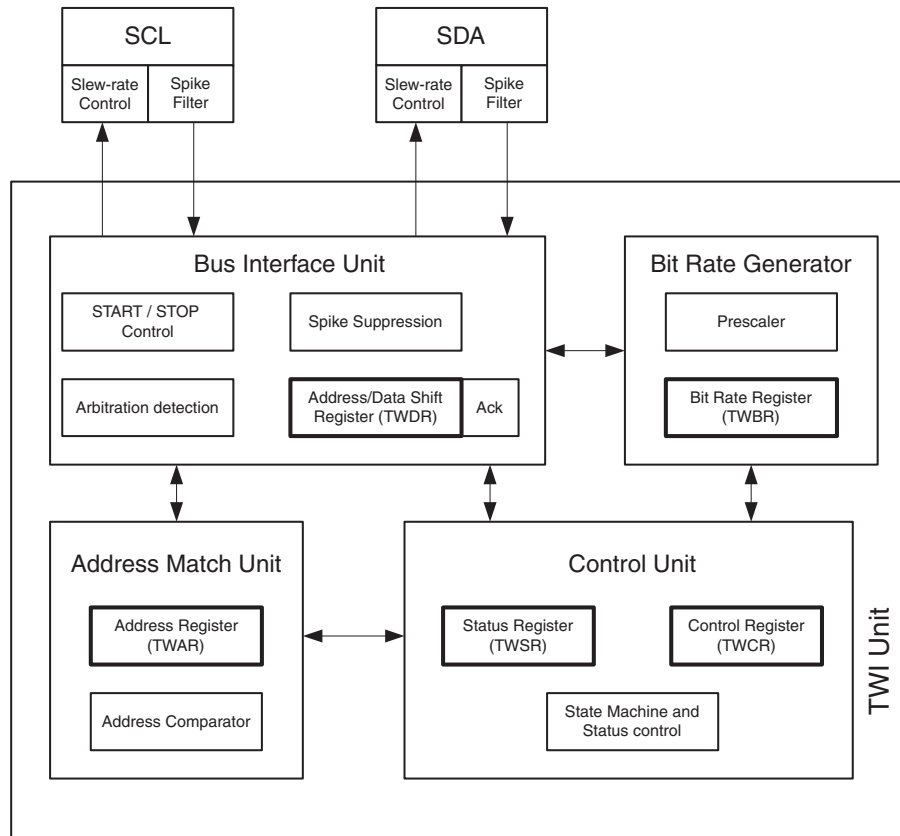 SCL
Slew-rate
Control
Spike
Filter
SDA
Slew-rate
Control
Spike
Filter
Bus Interface Unit
START / STOP
Control
Spike Suppression
Arbitration detection
Address/Data Shift
Register (TWDR)
Ack
Bit Rate Generator
Prescaler
Bit Rate Register
(TWBR)
Address Match Unit
Address Register
(TWAR)
Address Comparator
Control Unit
Status Register
(TWSR)
Control Register
(TWCR)
State Machine and
Status control
TWI Unit